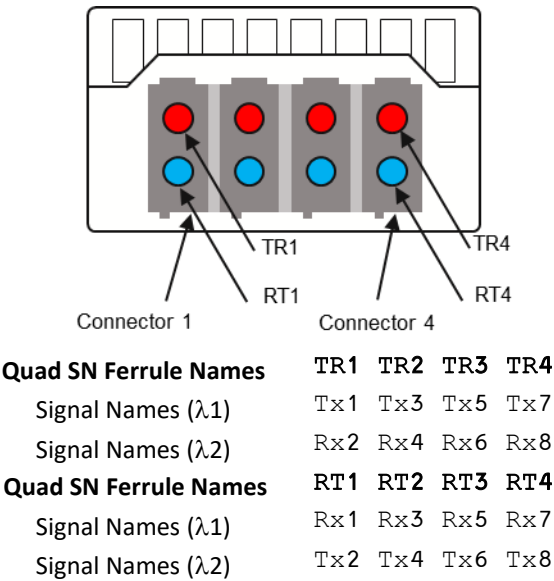 TR1
TR4
RT1
RT4
Connector 1
Connector 4
Quad SN Ferrule Names TR1 TR2 TR3 TR4
Signal Names (λ1) Tx1 Tx3 Tx5 Tx7
Signal Names (λ2) Rx2 Rx4 Rx6 Rx8
Quad SN Ferrule Names RT1 RT2 RT3 RT4
Signal Names (λ1) Rx1 Rx3 Rx5 Rx7
Signal Names (λ2) Tx2 Tx4 Tx6 Tx8